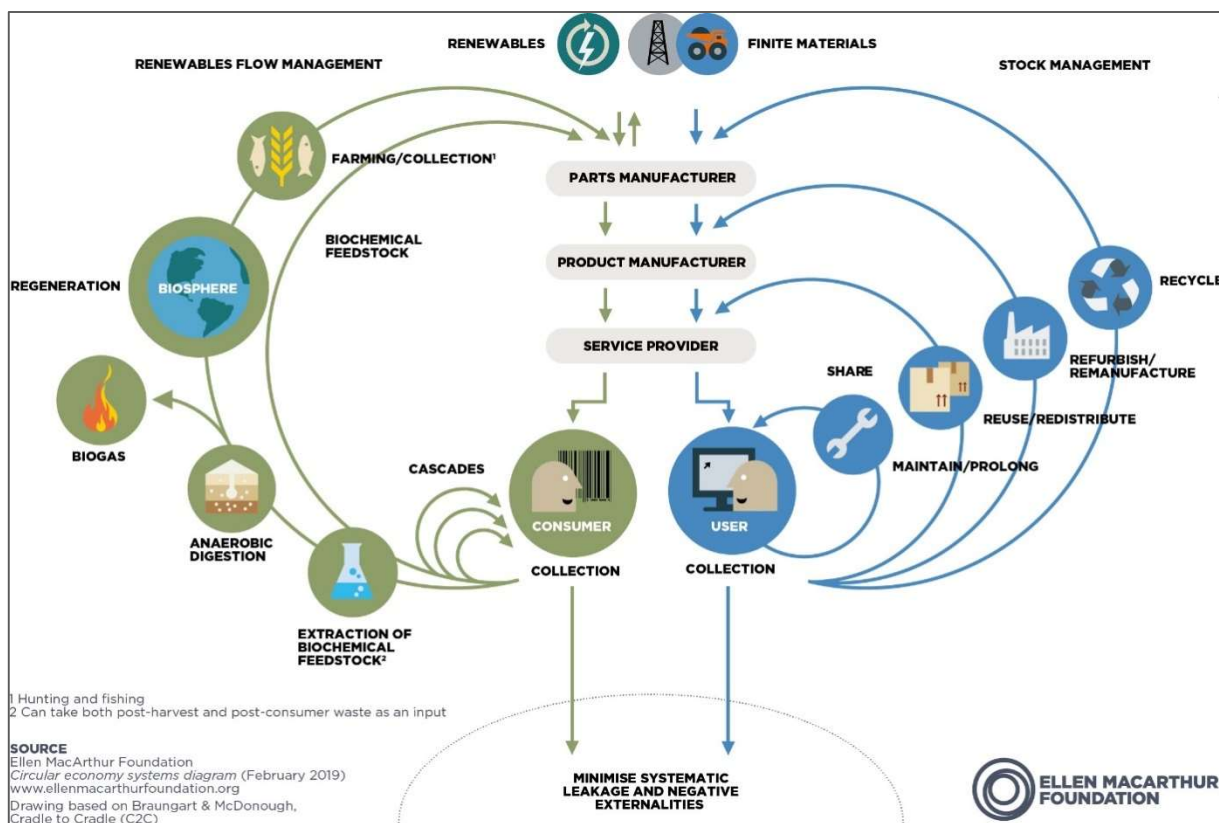 RENEWABLES
FINITE MATERIALS
RENEWABLES FLOW MANAGEMENT
STOCK MANAGEMENT
FARMING/COLLECTION¹
PARTS MANUFACTURER
BIOCHEMICAL
FEEDSTOCK
PRODUCT MANUFACTURER
REGENERATION
BIOSPHERE
RECYCLE
SERVICE PROVIDER
SHARE
REFURBISH/
REMANUFACTURE
REUSE/REDISTRIBUTE
BIOGAS
CASCADES
MAINTAIN/PROLONG
CONSUMER
USER
ANAEROBIC
DIGESTION
COLLECTION
COLLECTION
EXTRACTION OF
BIOCHEMICAL
FEEDSTOCK²
1 Hunting and fishing
2 Can take both post-harvest and post-consumer waste as an input
SOURCE
Ellen MacArthur Foundation
Circular economy systems diagram (February 2019)
www.ellenmacarthurfoundation.org
Drawing based on Braungart & McDonough,
Cradle to Cradle (C2C)
MINIMISE SYSTEMATIC
LEAKAGE AND NEGATIVE
EXTERNALITIES
ELLEN MACARTHUR
FOUNDATION